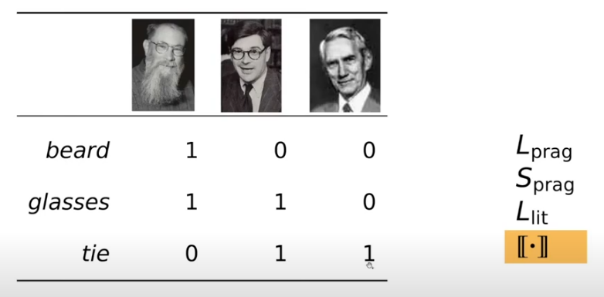 beard 1 0 0
glasses 1 1 0
tie 0 1 1
L_prag
S_prag
L_lit
⟦·⟧